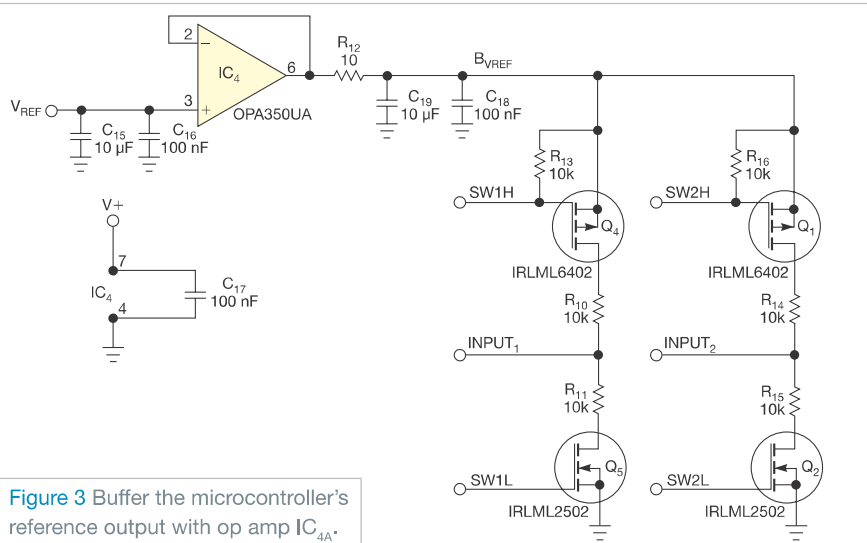 2
−
IC₄
6
3
+
OPA350UA
R₁₂
10
B_VREF
V_REF
C₁₅
10 µF
C₁₆
100 nF
C₁₉
10 µF
C₁₈
100 nF
R₁₃
10k
R₁₆
10k
SW1H
Q₄
IRLML6402
SW2H
Q₁
IRLML6402
V+
7
IC₄
4
C₁₇
100 nF
R₁₀
10k
R₁₄
10k
INPUT₁
INPUT₂
R₁₁
10k
R₁₅
10k
SW1L
Q₅
IRLML2502
SW2L
Q₂
IRLML2502
Figure 3 Buffer the microcontroller’s
reference output with op amp IC₄ₐ.